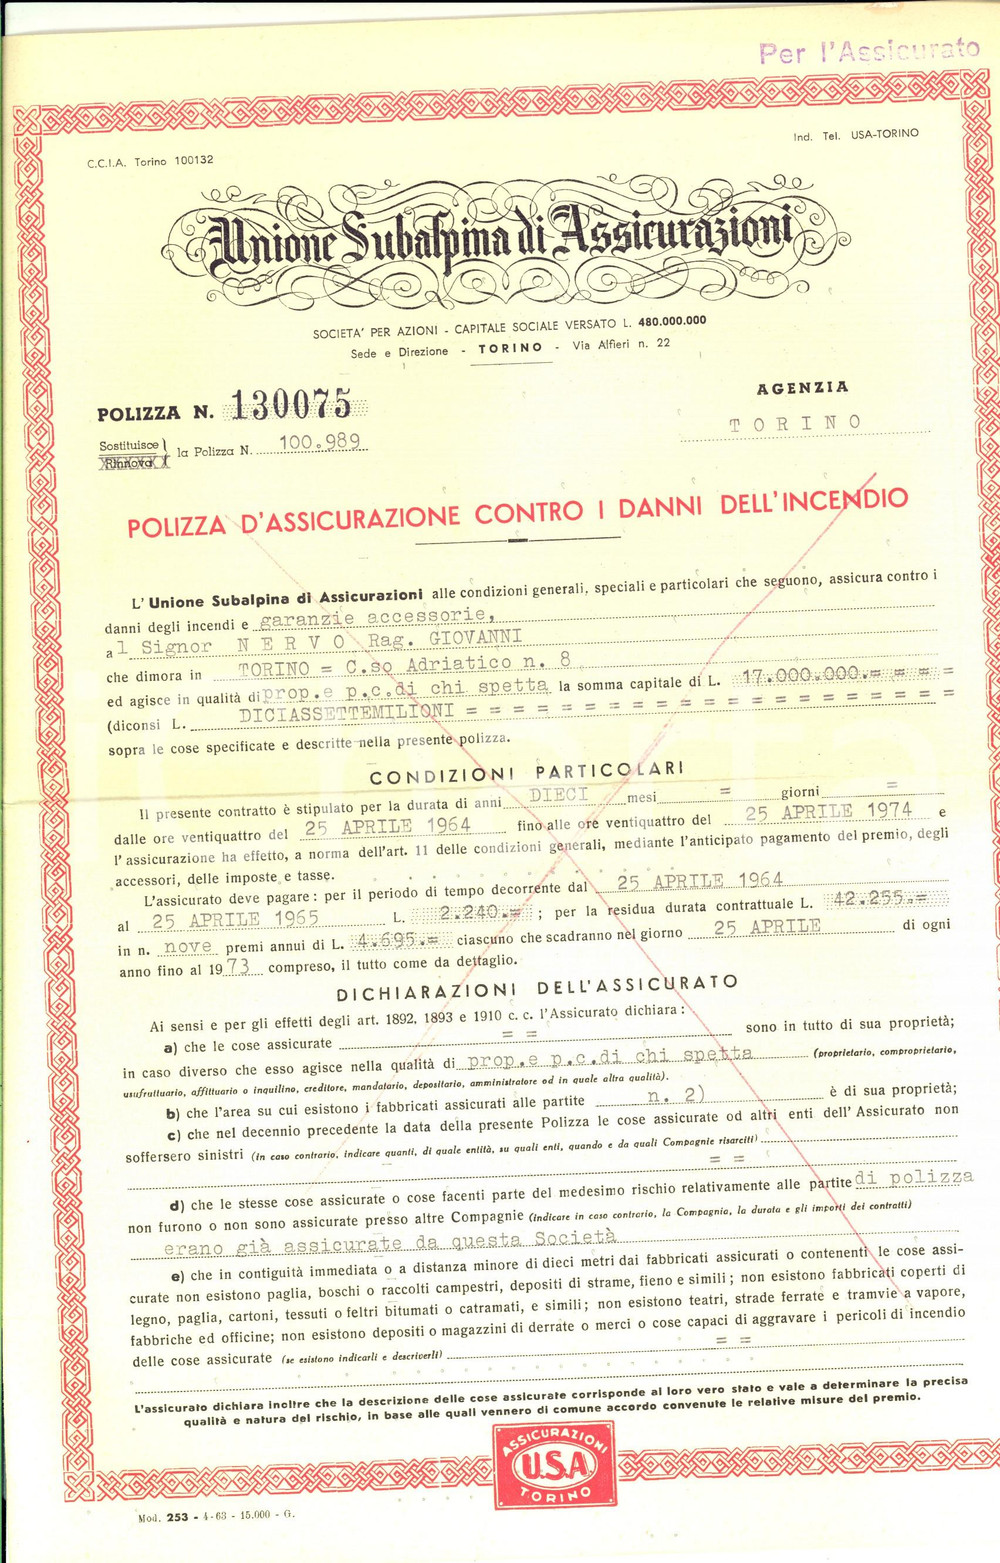 Per l'Assicurato
Ind. Tel. USA-TORINO
C.C.I.A. Torino 100132
Unione Subalpina di Assicurazioni
SOCIETA' PER AZIONI - CAPITALE SOCIALE VERSATO L. 480.000.000
Sede e Direzione - TORINO - Via Alfieri n. 22
POLIZZA N. 130075
AGENZIA
TORINO
Sostituisce
Rinnova
la Polizza N. 100.989
POLIZZA D'ASSICURAZIONE CONTRO I DANNI DELL'INCENDIO
L'Unione Subalpina di Assicurazioni alle condizioni generali, speciali e particolari che seguono, assicura contro i
danni degli incendi e garanzie accessorie,
al Signor NERVO Rag. GIOVANNI
che dimora in TORINO = C.so Adriatico n. 8
ed agisce in qualità di prop.e p.c.di chi spetta la somma capitale di L. 17.000.000.= = = =
(diconsi L. DICIASSETTEMILIONI = = = = = = = = = = = = = = = = = = = =
sopra le cose specificate e descritte nella presente polizza.
CONDIZIONI PARTICOLARI
Il presente contratto è stipulato per la durata di anni DIECI mesi = giorni =
dalle ore ventiquattro del 25 APRILE 1964 fino alle ore ventiquattro del 25 APRILE 1974 e
l'assicurazione ha effetto, a norma dell'art. 11 delle condizioni generali, mediante l'anticipato pagamento del premio, degli
accessori, delle imposte e tasse.
L'assicurato deve pagare: per il periodo di tempo decorrente dal 25 APRILE 1964
al 25 APRILE 1965 L. 2.240.= ; per la residua durata contrattuale L. 42.255.=
in n. nove premi annui di L. 4.695.= ciascuno che scadranno nel giorno 25 APRILE di ogni
anno fino al 1973 compreso, il tutto come da dettaglio.
DICHIARAZIONI DELL'ASSICURATO
Ai sensi e per gli effetti degli art. 1892, 1893 e 1910 c. c. l'Assicurato dichiara:
a) che le cose assicurate = = sono in tutto di sua proprietà;
in caso diverso che esso agisce nella qualità di prop.e p.c.di chi spetta (proprietario, comproprietario,
usufruttuario, affittuario o inquilino, creditore, mandatario, depositario, amministratore od in quale altra qualità).
b) che l'area su cui esistono i fabbricati assicurati alle partite n. 2) è di sua proprietà;
c) che nel decennio precedente la data della presente Polizza le cose assicurate od altri enti dell'Assicurato non
soffersero sinistri (in caso contrario, indicare quanti, di quale entità, su quali enti, quando e da quali Compagnie risarciti)
= =
d) che le stesse cose assicurate o cose facenti parte del medesimo rischio relativamente alle partite di polizza
non furono o non sono assicurate presso altre Compagnie (indicare in caso contrario, la Compagnia, la durata e gli importi dei contratti)
erano già assicurate da questa Società
e) che in contiguità immediata o a distanza minore di dieci metri dai fabbricati assicurati o contenenti le cose assi-
curate non esistono paglia, boschi o raccolti campestri, depositi di strame, fieno e simili; non esistono fabbricati coperti di
legno, paglia, cartoni, tessuti o feltri bitumati o catramati, e simili; non esistono teatri, strade ferrate e tramvie a vapore,
fabbriche ed officine; non esistono depositi o magazzini di derrate o merci o cose capaci di aggravare i pericoli di incendio
delle cose assicurate (se esistono indicarli e descriverli) = =
L'assicurato dichiara inoltre che la descrizione delle cose assicurate corrisponde al loro vero stato e vale a determinare la precisa
qualità e natura del rischio, in base alle quali vennero di comune accordo convenute le relative misure del premio.
ASSICURAZIONI
U.S.A.
TORINO
Mod. 253 - 4-63 - 15.000 - G.